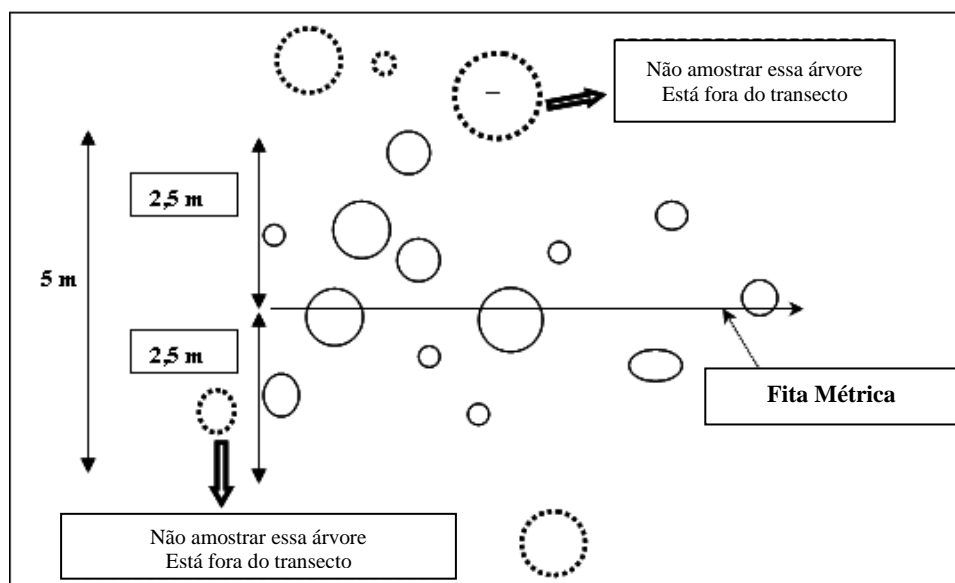 Não amostrar essa árvore
Está fora do transecto
2,5 m
5 m
2,5 m
Fita Métrica
Não amostrar essa árvore
Está fora do transecto